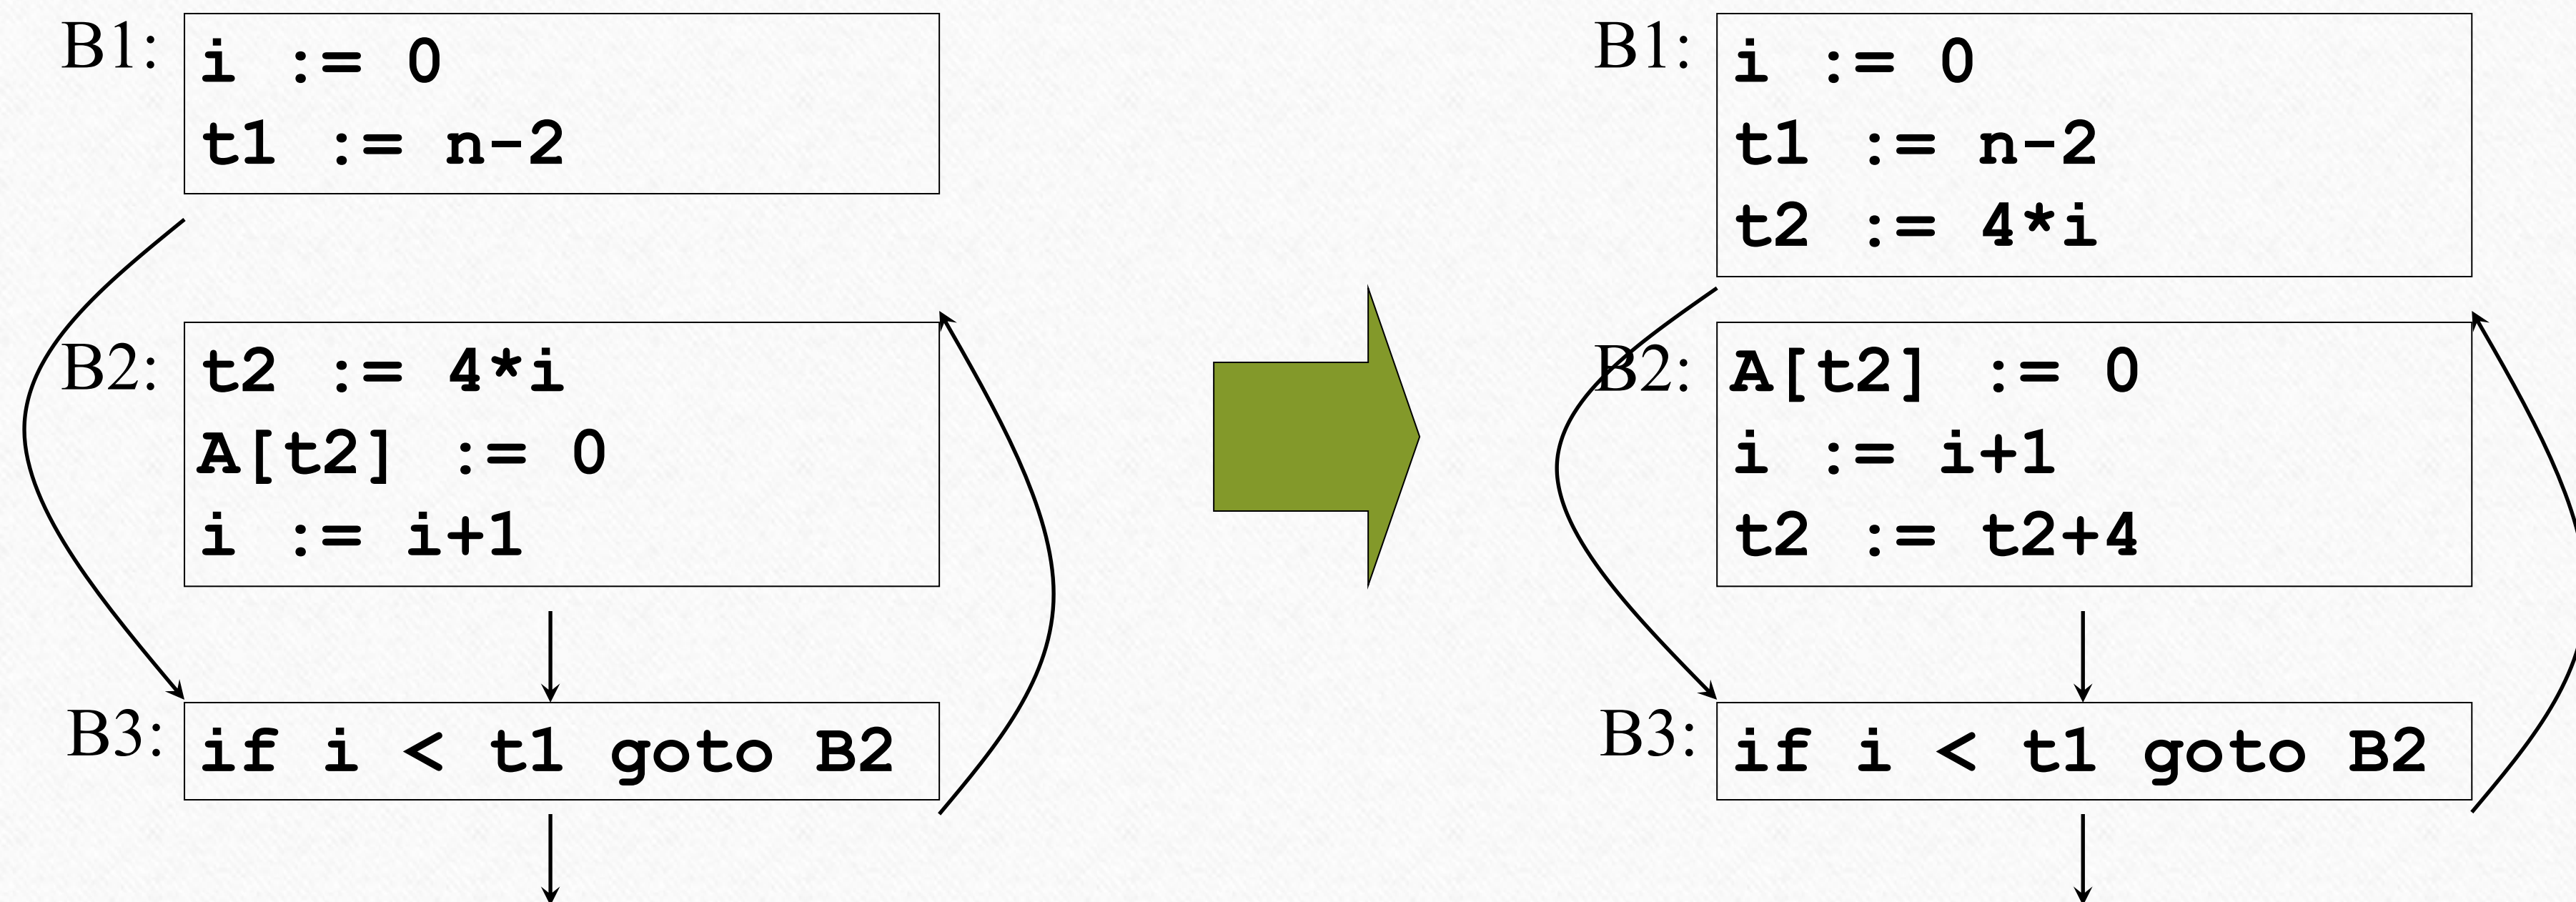 B1:
i := 0
t1 := n-2
B2:
t2 := 4*i
A[t2] := 0
i := i+1
B3:
if i < t1 goto B2
B1:
i := 0
t1 := n-2
t2 := 4*i
B2:
A[t2] := 0
i := i+1
t2 := t2+4
B3:
if i < t1 goto B2